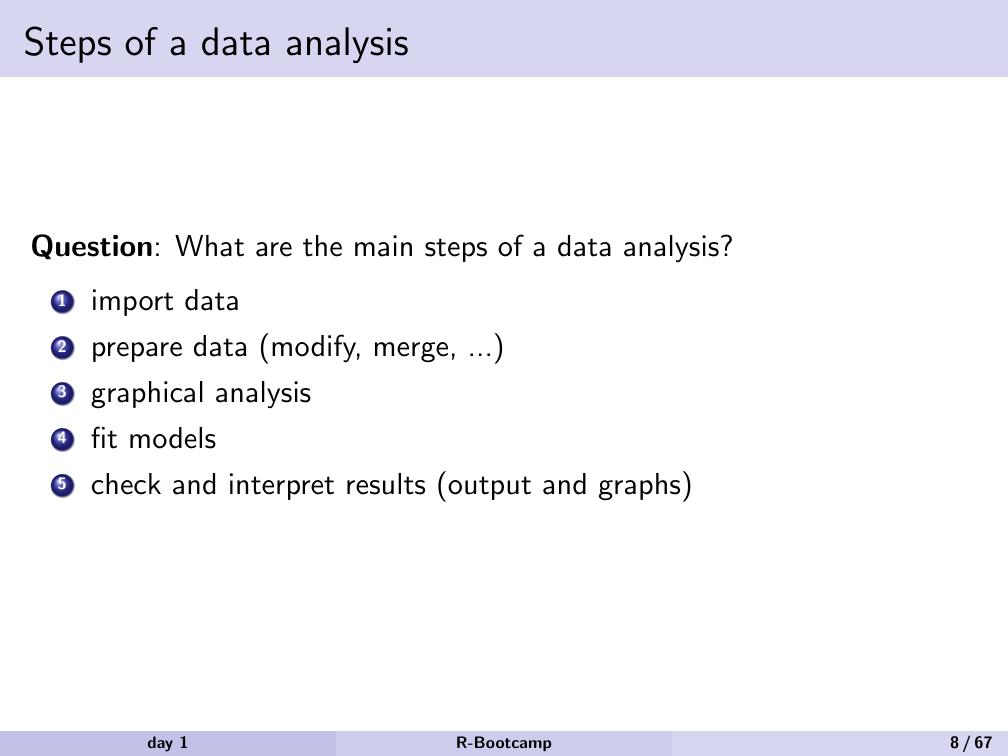 Steps of a data analysis
Question: What are the main steps of a data analysis?
1 import data
2 prepare data (modify, merge, ...)
3 graphical analysis
4 fit models
5 check and interpret results (output and graphs)
day 1 R-Bootcamp 8 / 67